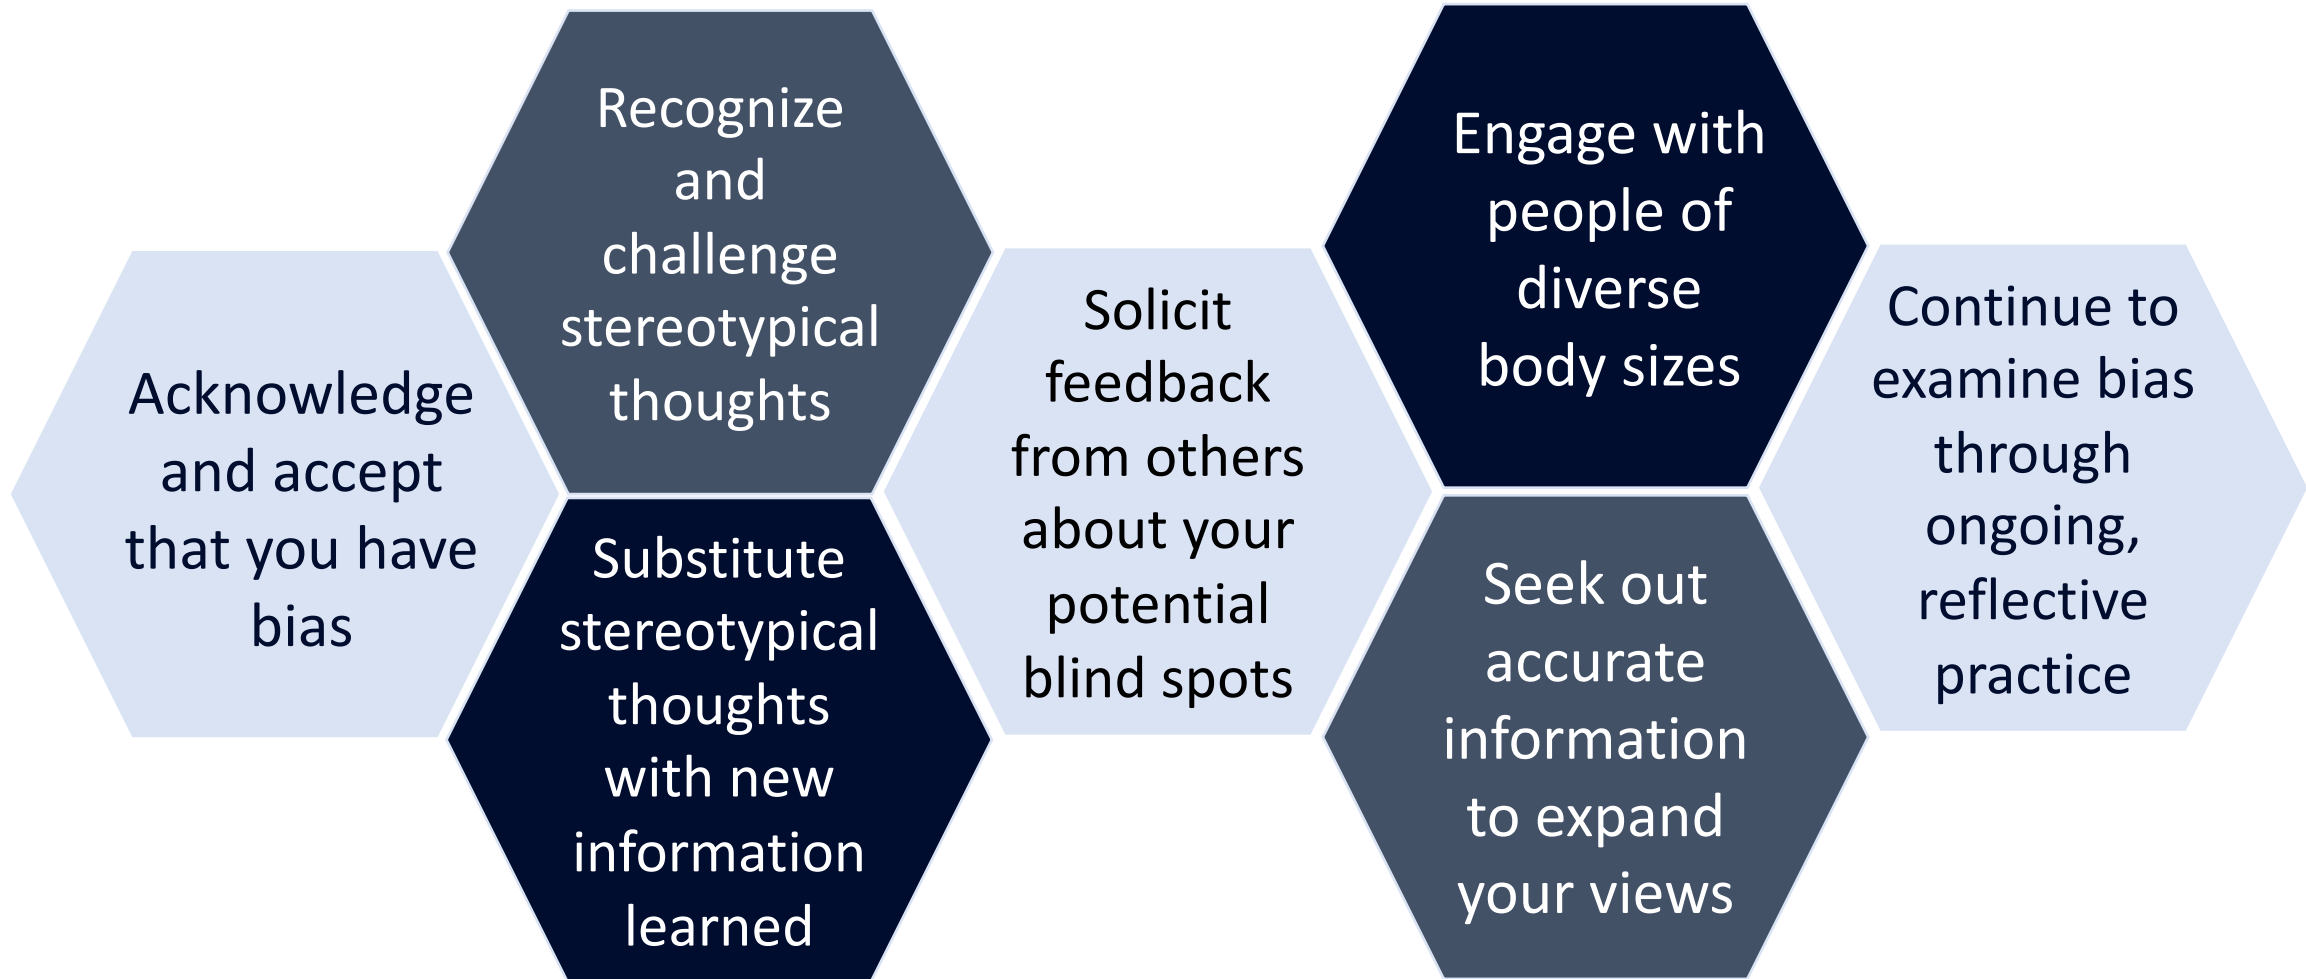 Acknowledge
and accept
that you have
bias
Recognize
and
challenge
stereotypical
thoughts
Substitute
stereotypical
thoughts
with new
information
learned
Solicit
feedback
from others
about your
potential
blind spots
Engage with
people of
diverse
body sizes
Seek out
accurate
information
to expand
your views
Continue to
examine bias
through
ongoing,
reflective
practice